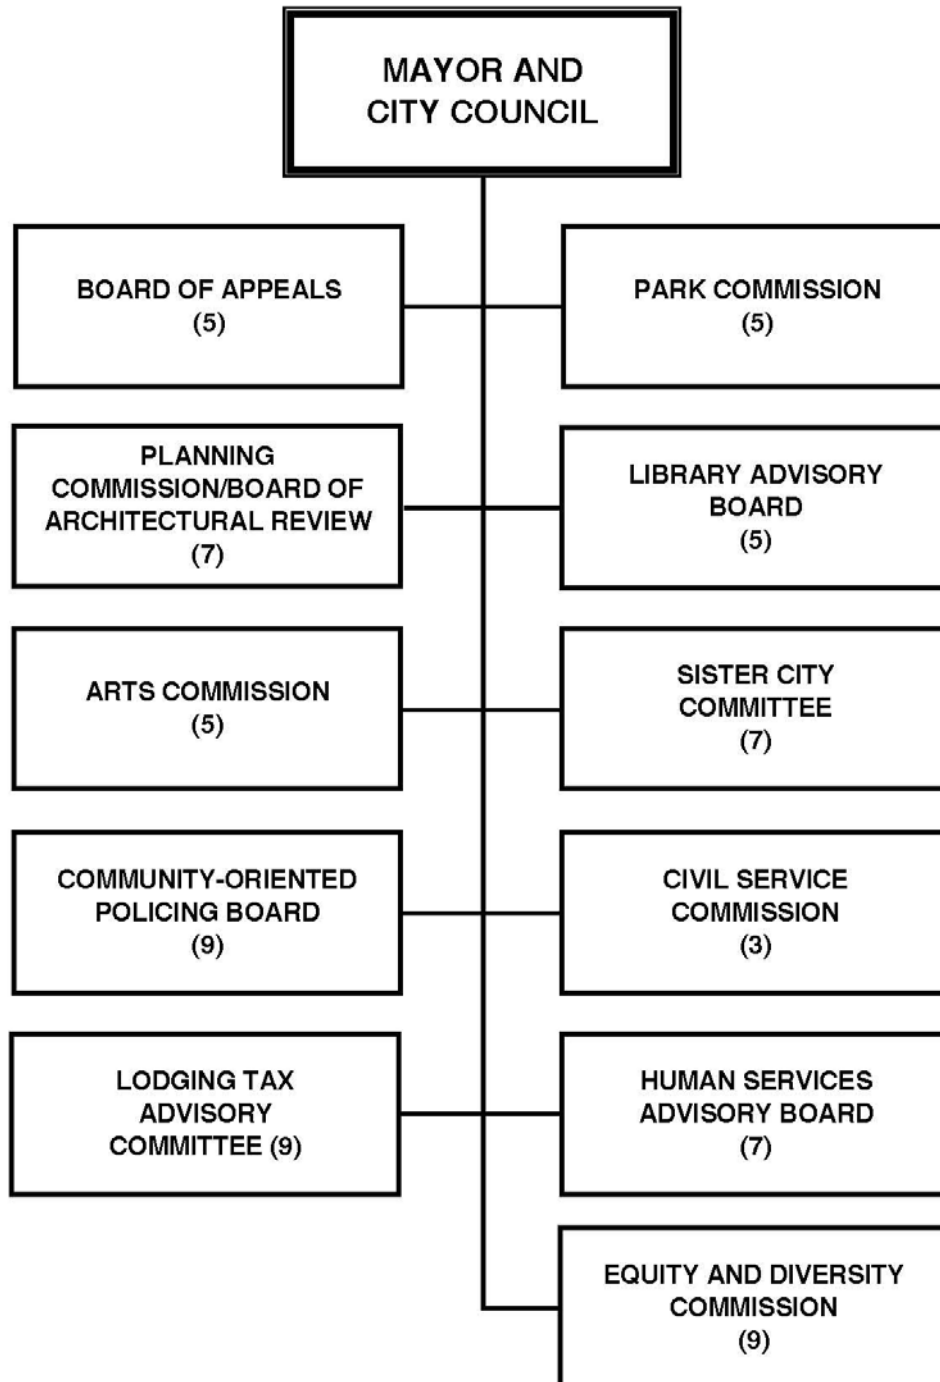 MAYOR AND
CITY COUNCIL
BOARD OF APPEALS
(5)
PARK COMMISSION
(5)
PLANNING
COMMISSION/BOARD OF
ARCHITECTURAL REVIEW
(7)
LIBRARY ADVISORY
BOARD
(5)
ARTS COMMISSION
(5)
SISTER CITY
COMMITTEE
(7)
COMMUNITY-ORIENTED
POLICING BOARD
(9)
CIVIL SERVICE
COMMISSION
(3)
LODGING TAX
ADVISORY
COMMITTEE (9)
HUMAN SERVICES
ADVISORY BOARD
(7)
EQUITY AND DIVERSITY
COMMISSION
(9)